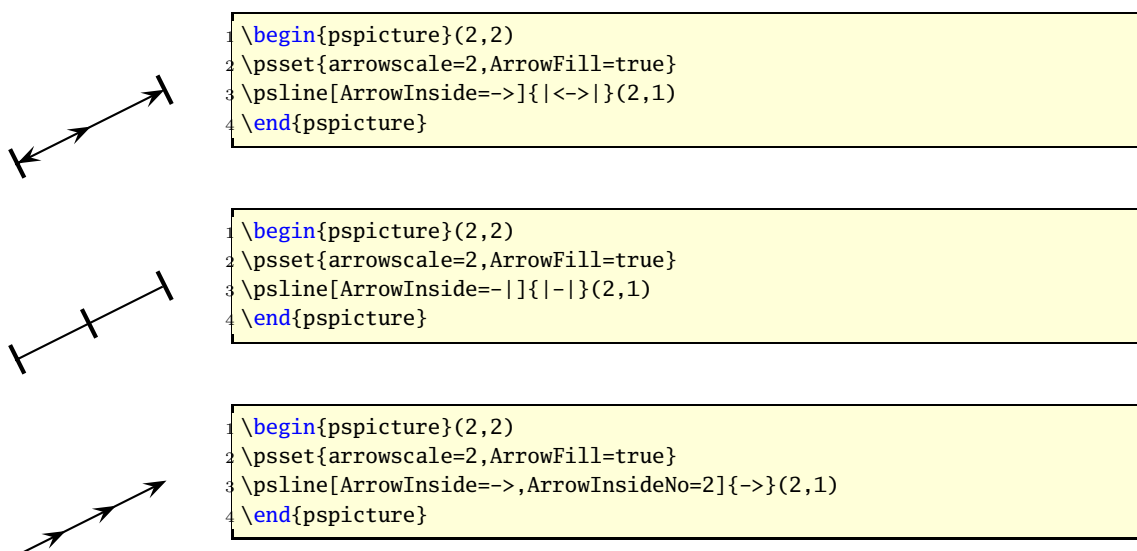 1 \begin{pspicture}(2,2)
2 \psset{arrowscale=2,ArrowFill=true}
3 \psline[ArrowInside=->]{|<->|}(2,1)
4 \end{pspicture}
1 \begin{pspicture}(2,2)
2 \psset{arrowscale=2,ArrowFill=true}
3 \psline[ArrowInside=-|]{|-|}(2,1)
4 \end{pspicture}
1 \begin{pspicture}(2,2)
2 \psset{arrowscale=2,ArrowFill=true}
3 \psline[ArrowInside=->,ArrowInsideNo=2]{->}(2,1)
4 \end{pspicture}